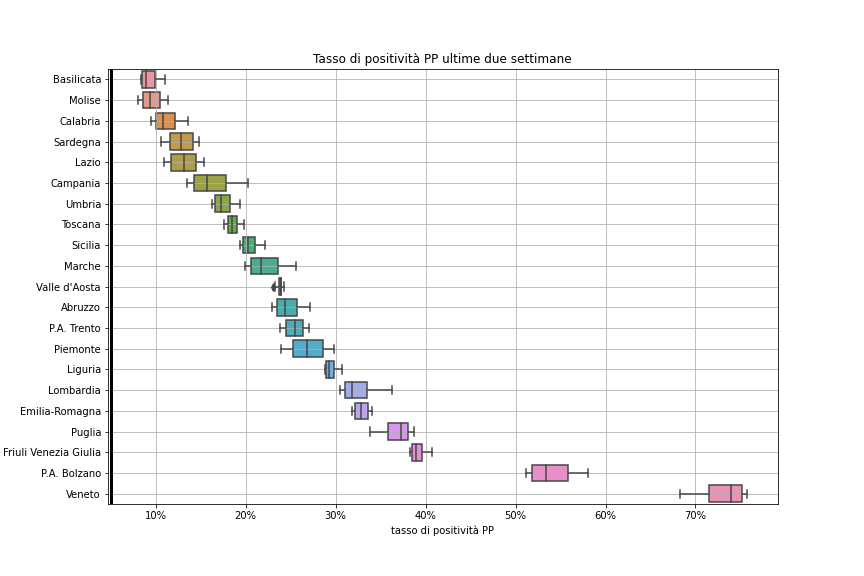 Tasso di positività PP ultime due settimane
Basilicata
Molise
Calabria
Sardegna
Lazio
Campania
Umbria
Toscana
Sicilia
Marche
Valle d'Aosta
Abruzzo
P.A. Trento
Piemonte
Liguria
Lombardia
Emilia-Romagna
Puglia
Friuli Venezia Giulia
P.A. Bolzano
Veneto
10% 20% 30% 40% 50% 60% 70%
tasso di positività PP